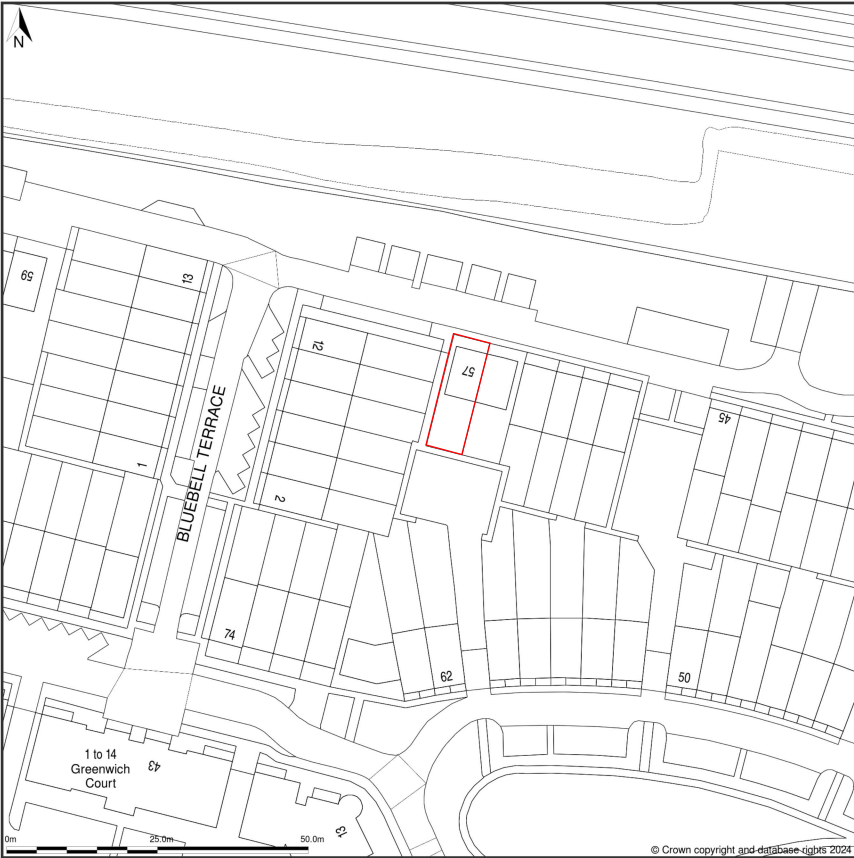 N
59
13
12
57
45
1
BLUEBELL TERRACE
2
74
62
50
1 to 14
Greenwich
Court
43
13
0m
25.0m
50.0m
© Crown copyright and database rights 2024